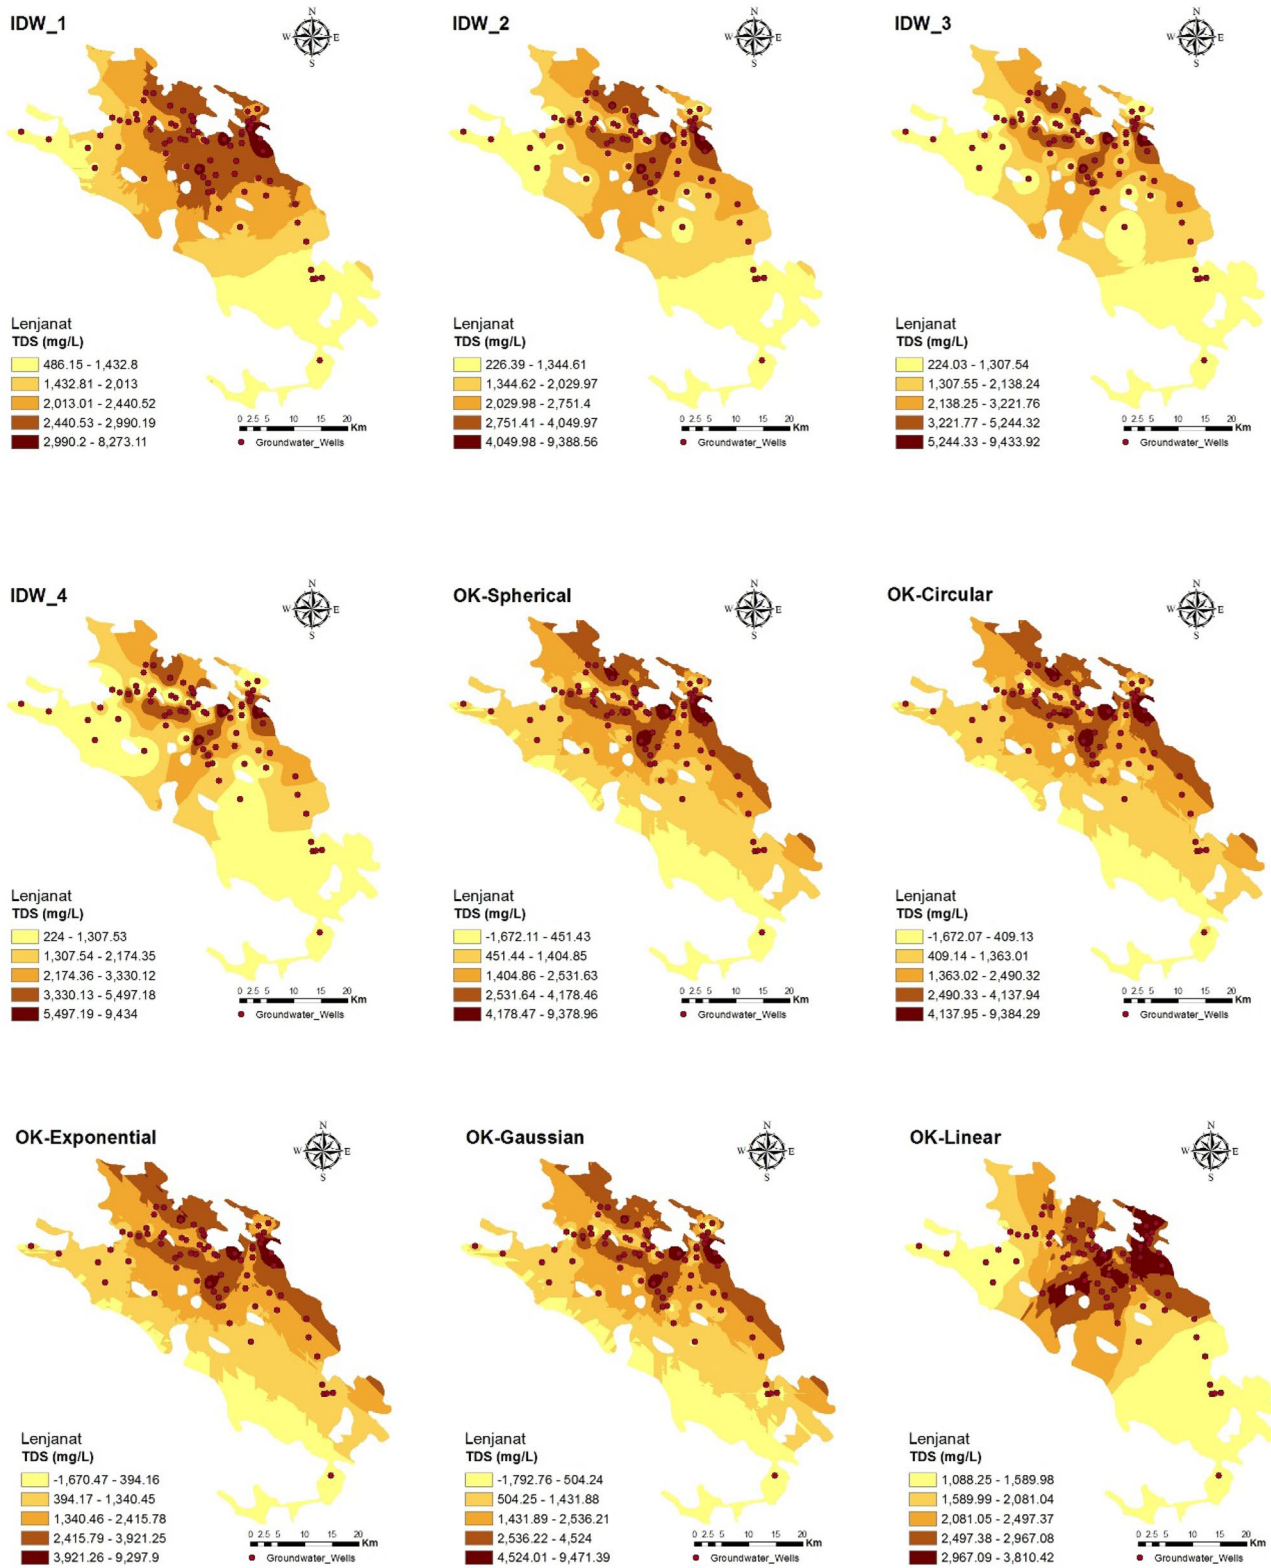 IDW_1
N
W E
S
Lenjanat
TDS (mg/L)
486.15 - 1,432.8
1,432.81 - 2,013
2,013.01 - 2,440.52
2,440.53 - 2,990.19
2,990.2 - 8,273.11
0 2.5 5 10 15 20
Km
Groundwater_Wells
IDW_2
N
W E
S
Lenjanat
TDS (mg/L)
226.39 - 1,344.61
1,344.62 - 2,029.97
2,029.98 - 2,751.4
2,751.41 - 4,049.97
4,049.98 - 9,388.56
0 2.5 5 10 15 20
Km
Groundwater_Wells
IDW_3
N
W E
S
Lenjanat
TDS (mg/L)
224.03 - 1,307.54
1,307.55 - 2,138.24
2,138.25 - 3,221.76
3,221.77 - 5,244.32
5,244.33 - 9,433.92
0 2.5 5 10 15 20
Km
Groundwater_Wells
IDW_4
N
W E
S
Lenjanat
TDS (mg/L)
224 - 1,307.53
1,307.54 - 2,174.35
2,174.36 - 3,330.12
3,330.13 - 5,497.18
5,497.19 - 9,434
0 2.5 5 10 15 20
Km
Groundwater_Wells
OK-Spherical
N
W E
S
Lenjanat
TDS (mg/L)
-1,672.11 - 451.43
451.44 - 1,404.85
1,404.86 - 2,531.63
2,531.64 - 4,178.46
4,178.47 - 9,378.96
0 2.5 5 10 15 20
Km
Groundwater_Wells
OK-Circular
N
W E
S
Lenjanat
TDS (mg/L)
-1,672.07 - 409.13
409.14 - 1,363.01
1,363.02 - 2,490.32
2,490.33 - 4,137.94
4,137.95 - 9,384.29
0 2.5 5 10 15 20
Km
Groundwater_Wells
OK-Exponential
N
W E
S
Lenjanat
TDS (mg/L)
-1,670.47 - 394.16
394.17 - 1,340.45
1,340.46 - 2,415.78
2,415.79 - 3,921.25
3,921.26 - 9,297.9
0 2.5 5 10 15 20
Km
Groundwater_Wells
OK-Gaussian
N
W E
S
Lenjanat
TDS (mg/L)
-1,792.76 - 504.24
504.25 - 1,431.88
1,431.89 - 2,536.21
2,536.22 - 4,524
4,524.01 - 9,471.39
0 2.5 5 10 15 20
Km
Groundwater_Wells
OK-Linear
N
W E
S
Lenjanat
TDS (mg/L)
1,088.25 - 1,589.98
1,589.99 - 2,081.04
2,081.05 - 2,497.37
2,497.38 - 2,967.08
2,967.09 - 3,810.42
0 2.5 5 10 15 20
Km
Groundwater_Wells